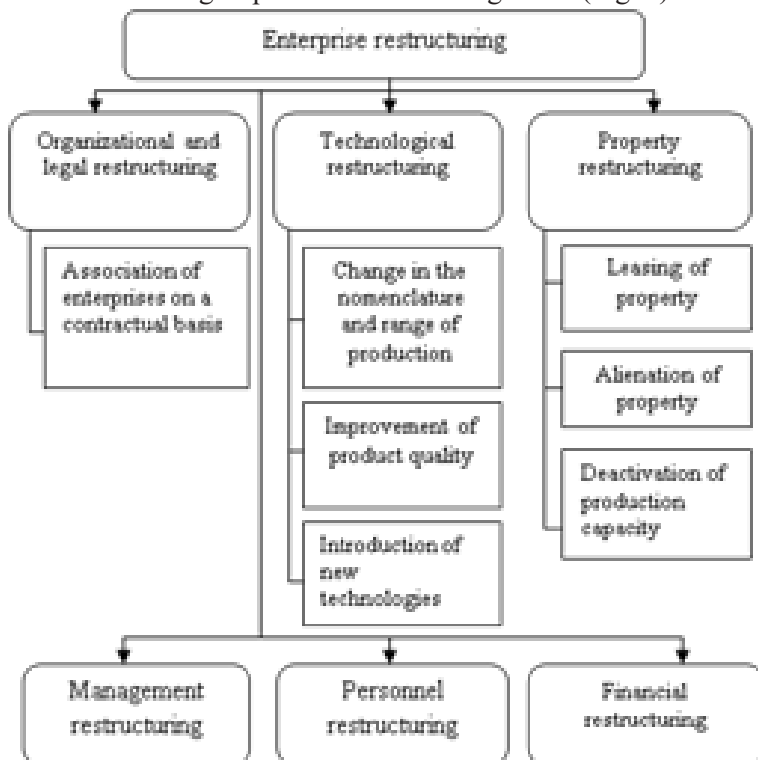 Enterprise restructuring
Organizational and
legal restructuring
Technological
restructuring
Property
restructuring
Association of
enterprises on a
contractual basis
Change in the
nomenclature
and range of
production
Improvement of
product quality
Introduction of
new
technologies
Leasing of
property
Alienation of
property
Deactivation of
production
capacity
Management
restructuring
Personnel
restructuring
Financial
restructuring